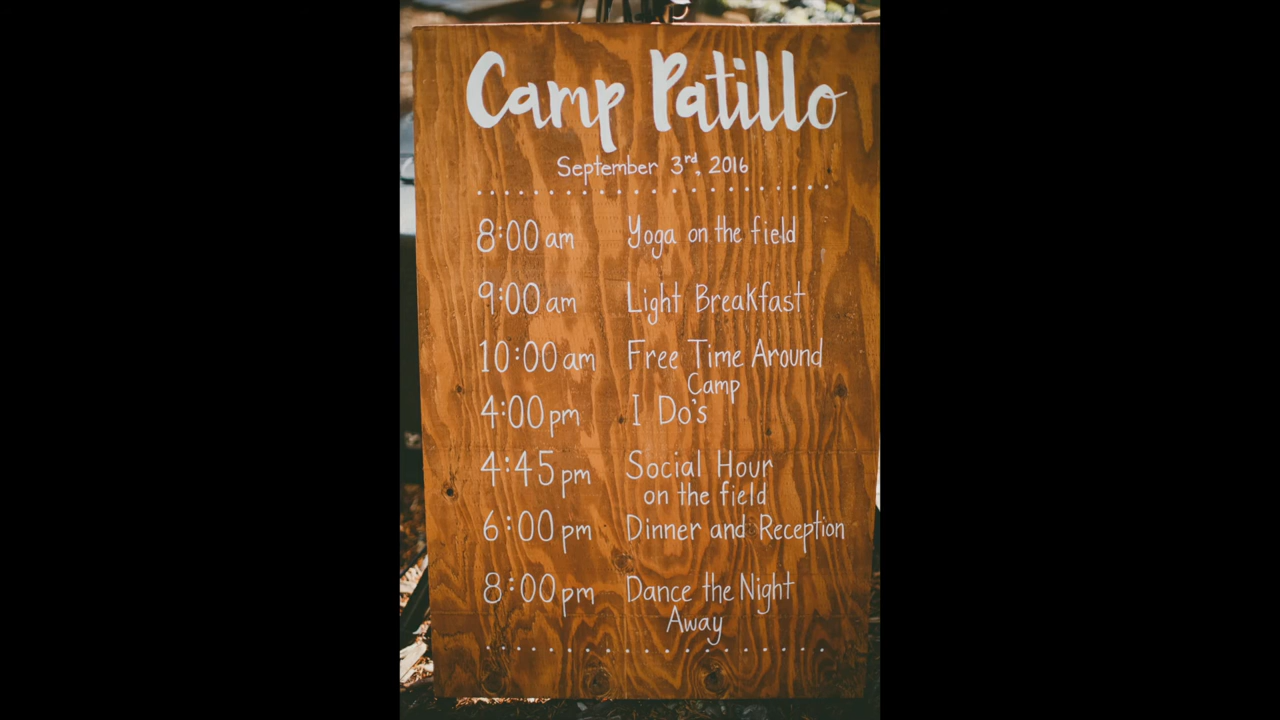 Camp Patillo
September 3rd, 2016
8:00 am Yoga on the field
9:00 am Light Breakfast
10:00 am Free Time Around
Camp
4:00 pm I Do's
4:45 pm Social Hour
on the field
6:00 pm Dinner and Reception
8:00 pm Dance the Night
Away